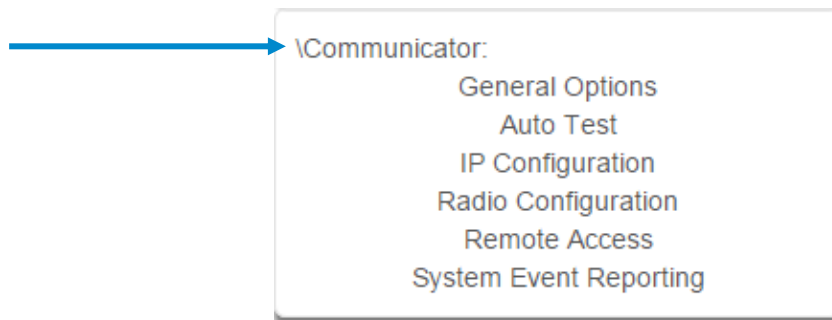 \Communicator:
General Options
Auto Test
IP Configuration
Radio Configuration
Remote Access
System Event Reporting